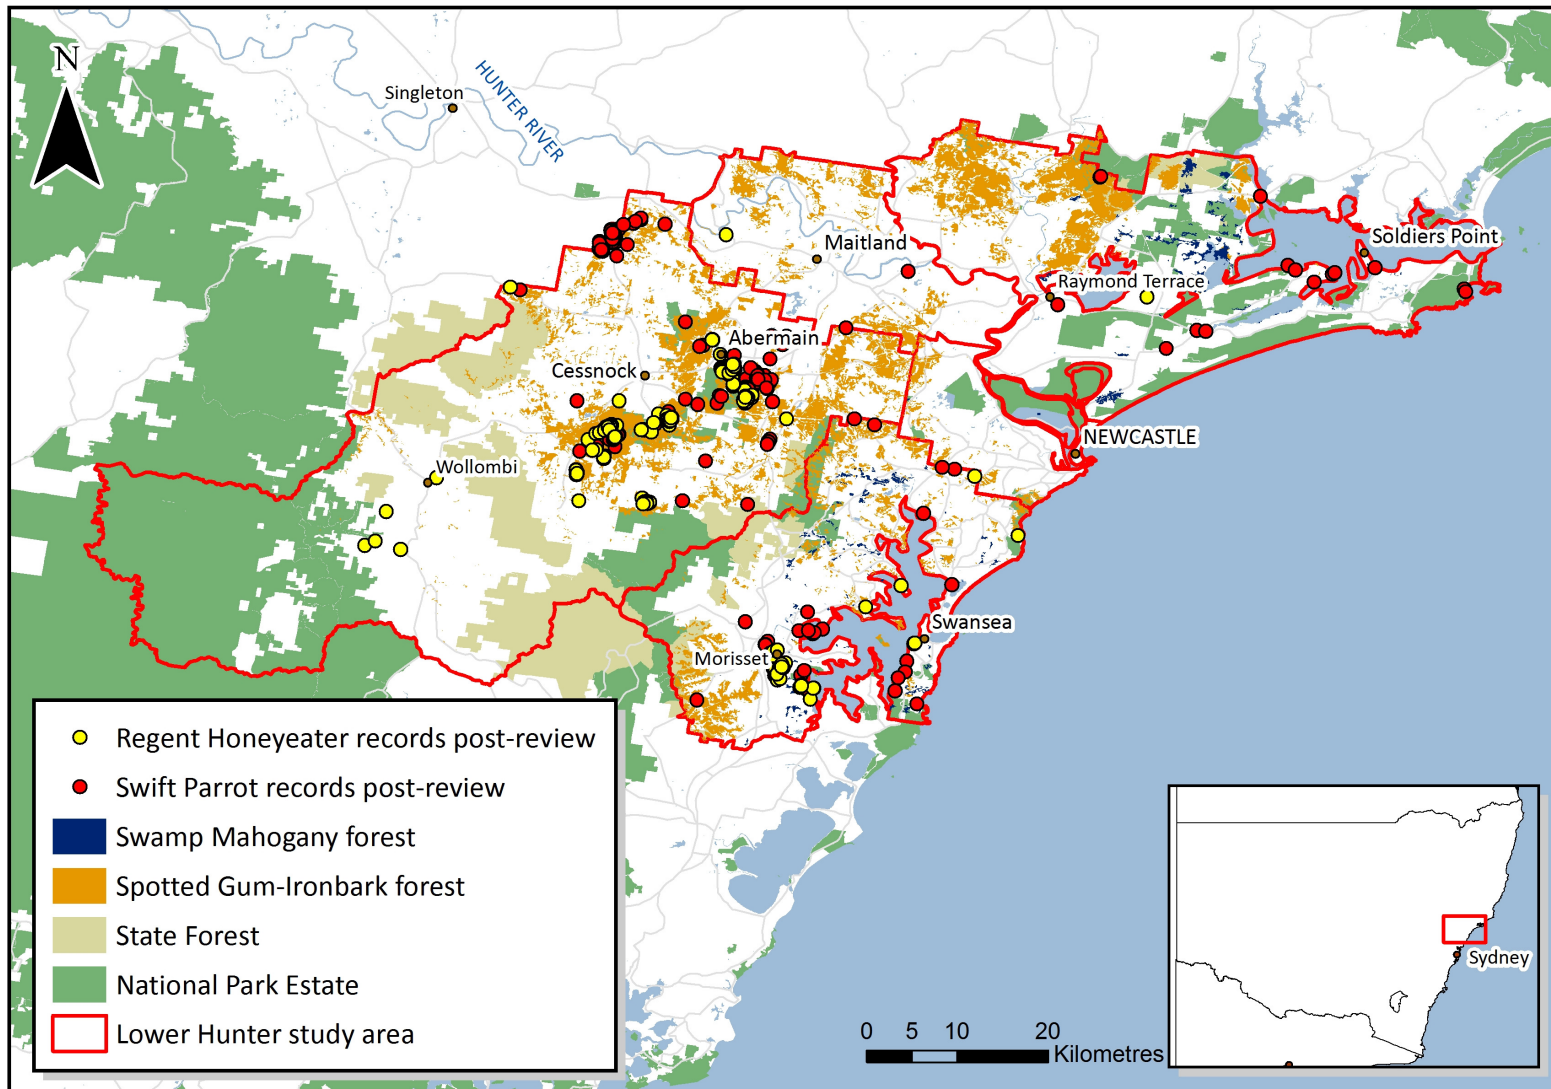 N
Singleton
HUNTER RIVER
Maitland
Soldiers Point
Raymond Terrace
Abermain
Cessnock
NEWCASTLE
Wollombi
Swansea
Morisset
Regent Honeyeater records post-review
Swift Parrot records post-review
Swamp Mahogany forest
Spotted Gum-Ironbark forest
State Forest
National Park Estate
Lower Hunter study area
0 5 10 20
Kilometres
Sydney